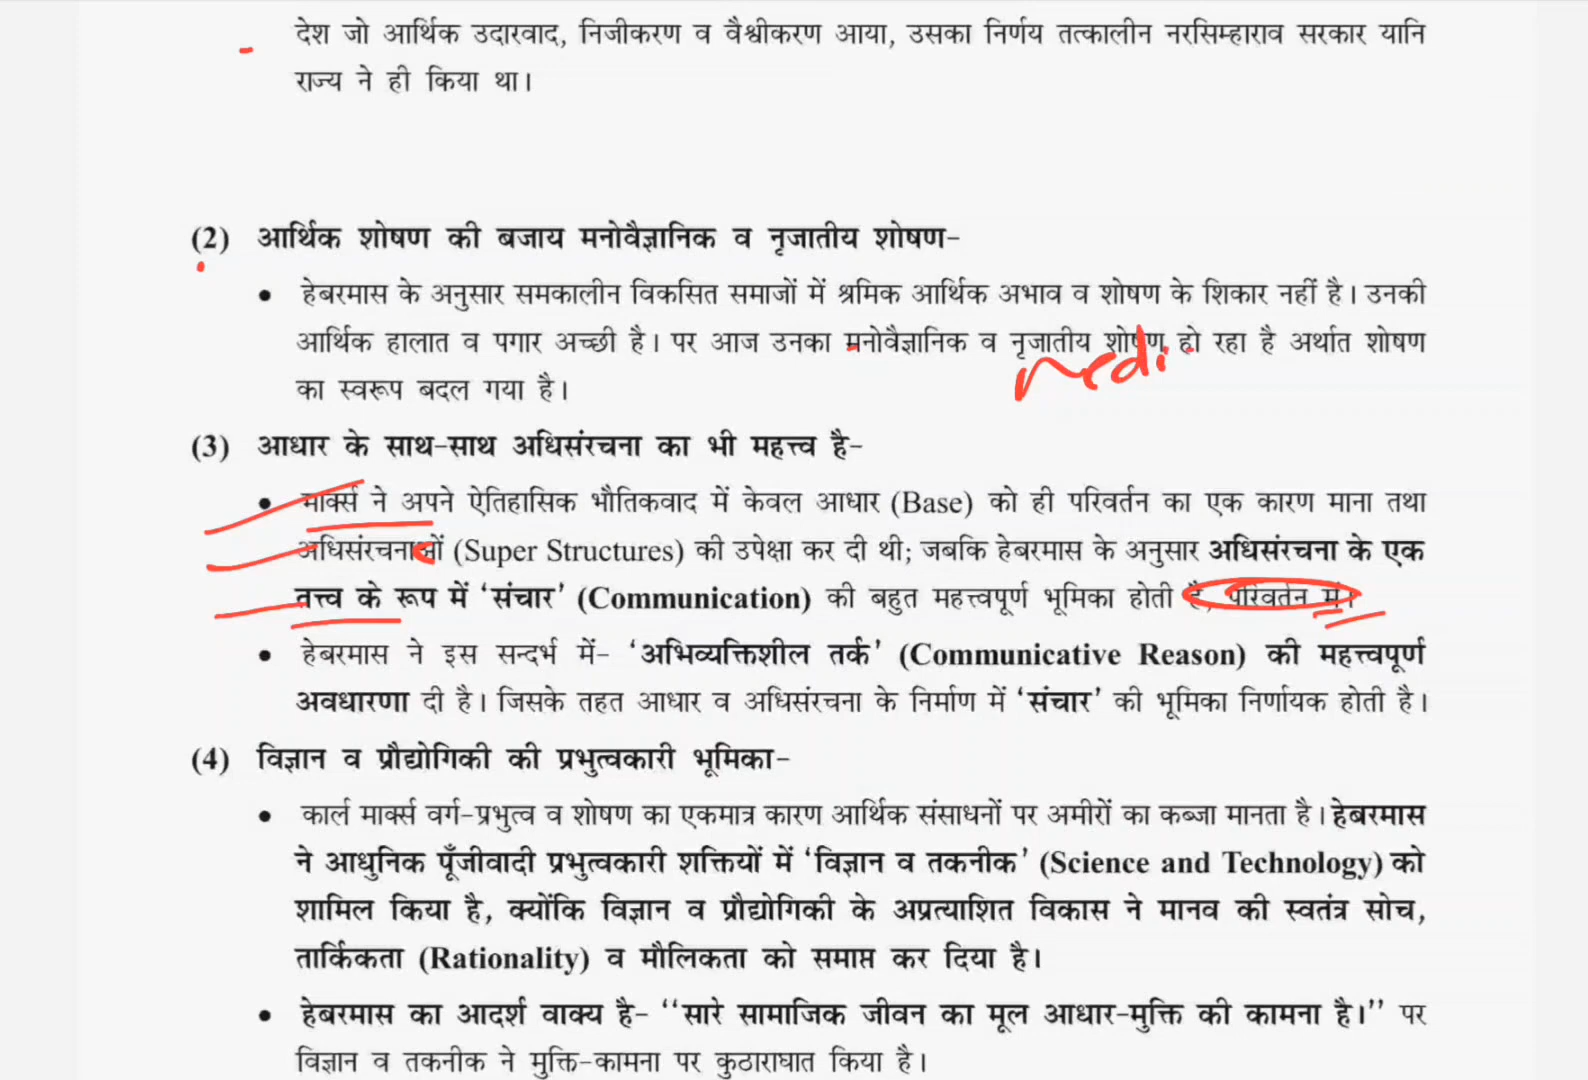 देश जो आर्थिक उदारवाद, निजीकरण व वैश्वीकरण आया, उसका निर्णय तत्कालीन नरसिम्हाराव सरकार यानि
राज्य ने ही किया था।
(2) आर्थिक शोषण की बजाय मनोवैज्ञानिक व नृजातीय शोषण-
• हेबरमास के अनुसार समकालीन विकसित समाजों में श्रमिक आर्थिक अभाव व शोषण के शिकार नहीं है। उनकी
आर्थिक हालात व पगार अच्छी है। पर आज उनका मनोवैज्ञानिक व नृजातीय शोषण हो रहा है अर्थात शोषण
medi
का स्वरूप बदल गया है।
(3) आधार के साथ-साथ अधिसंरचना का भी महत्त्व है-
• मार्क्स ने अपने ऐतिहासिक भौतिकवाद में केवल आधार (Base) को ही परिवर्तन का एक कारण माना तथा
अधिसंरचनाओं (Super Structures) की उपेक्षा कर दी थी; जबकि हेबरमास के अनुसार अधिसंरचना के एक
तत्त्व के रूप में ‘संचार’ (Communication) की बहुत महत्त्वपूर्ण भूमिका होती है, परिवर्तन में।
• हेबरमास ने इस सन्दर्भ में- ‘अभिव्यक्तिशील तर्क’ (Communicative Reason) की महत्त्वपूर्ण
अवधारणा दी है। जिसके तहत आधार व अधिसंरचना के निर्माण में ‘संचार’ की भूमिका निर्णायक होती है।
(4) विज्ञान व प्रौद्योगिकी की प्रभुत्वकारी भूमिका-
• कार्ल मार्क्स वर्ग-प्रभुत्व व शोषण का एकमात्र कारण आर्थिक संसाधनों पर अमीरों का कब्जा मानता है। हेबरमास
ने आधुनिक पूँजीवादी प्रभुत्वकारी शक्तियों में ‘विज्ञान व तकनीक’ (Science and Technology) को
शामिल किया है, क्योंकि विज्ञान व प्रौद्योगिकी के अप्रत्याशित विकास ने मानव की स्वतंत्र सोच,
तार्किकता (Rationality) व मौलिकता को समाप्त कर दिया है।
• हेबरमास का आदर्श वाक्य है- ‘‘सारे सामाजिक जीवन का मूल आधार-मुक्ति की कामना है।’’ पर
विज्ञान व तकनीक ने मुक्ति-कामना पर कुठाराघात किया है।